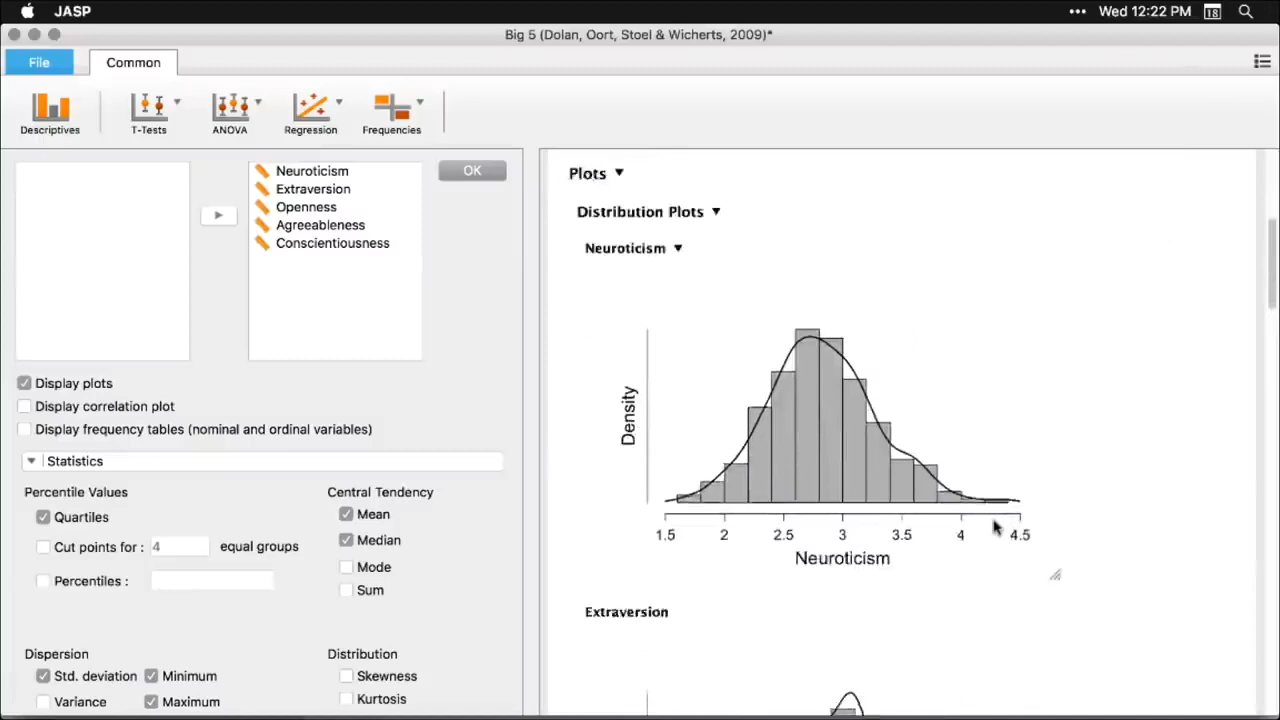 JASP
••• Wed 12:22 PM 18
Big 5 (Dolan, Oort, Stoel & Wicherts, 2009)*
File Common
Descriptives T-Tests ANOVA Regression Frequencies
Neuroticism
Extraversion
Openness
Agreeableness
Conscientiousness
OK
Display plots
Display correlation plot
Display frequency tables (nominal and ordinal variables)
Statistics
Percentile Values
Quartiles
Cut points for : 4 equal groups
Percentiles :
Central Tendency
Mean
Median
Mode
Sum
Dispersion
Std. deviation Minimum
Variance Maximum
Distribution
Skewness
Kurtosis
Plots
Distribution Plots
Neuroticism
Density
1.5 2 2.5 3 3.5 4 4.5
Neuroticism
Extraversion